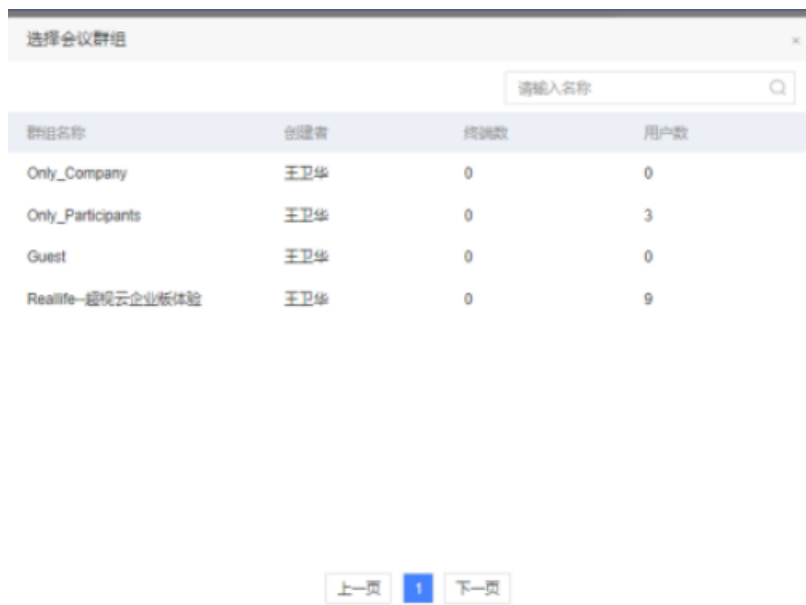 选择会议群组 ×
请输入名称
群组名称 创建者 终端数 用户数
Only_Company 王卫华 0 0
Only_Participants 王卫华 0 3
Guest 王卫华 0 0
Reallife--超视云企业版体验 王卫华 0 9
上一页 1 下一页